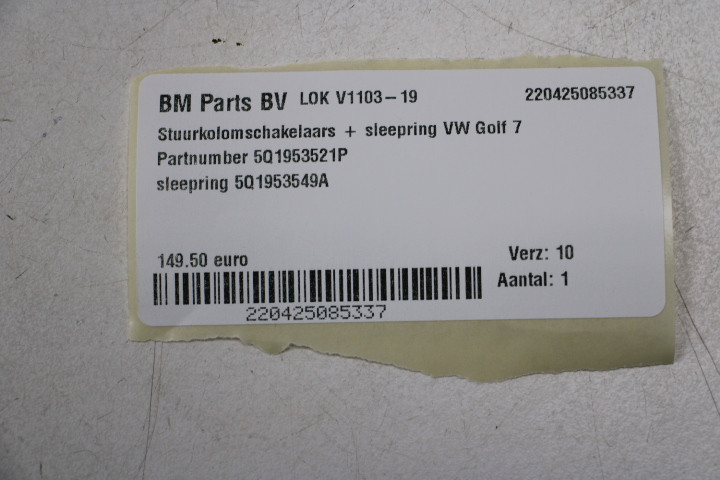 BM Parts BV LOK V1103-19 220425085337
Stuurkolomschakelaars + sleepring VW Golf 7
Partnumber 5Q1953521P
sleepring 5Q1953549A
149.50 euro Verz: 10
Aantal: 1
220425085337